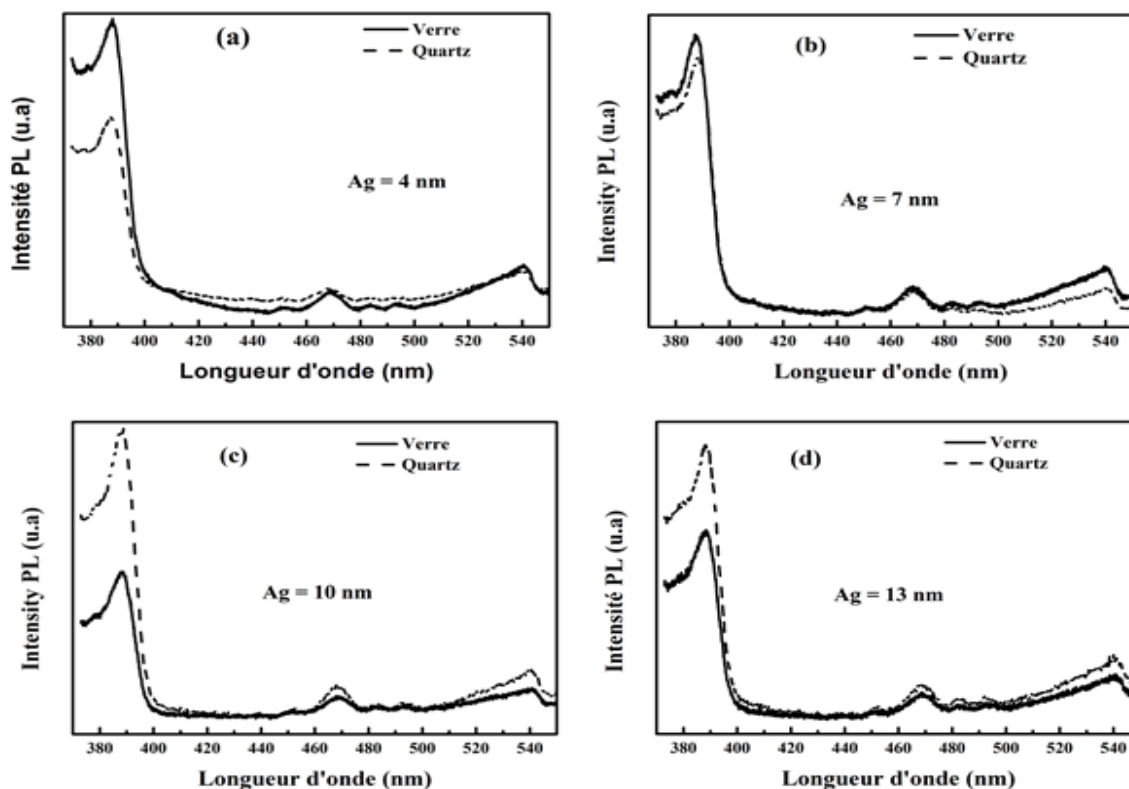 (a)
Verre
Quartz
Ag = 4 nm
Intensité PL (u.a)
380 400 420 440 460 480 500 520 540
Longueur d'onde (nm)
(b)
Verre
Quartz
Ag = 7 nm
Intensity PL (u.a)
380 400 420 440 460 480 500 520 540
Longueur d'onde (nm)
(c)
Verre
Quartz
Ag = 10 nm
Intensity PL (u.a)
380 400 420 440 460 480 500 520 540
Longueur d'onde (nm)
(d)
Verre
Quartz
Ag = 13 nm
Intensité PL (u.a)
380 400 420 440 460 480 500 520
Longueur d'onde (nm)